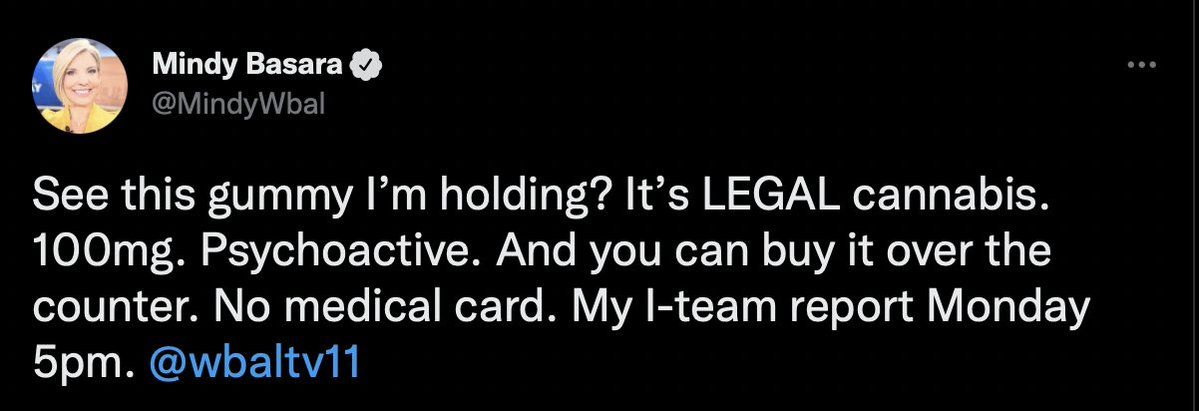 Mindy Basara
@MindyWbal
See this gummy I’m holding? It’s LEGAL cannabis.
100mg. Psychoactive. And you can buy it over the
counter. No medical card. My I-team report Monday
5pm. @wbaltv11